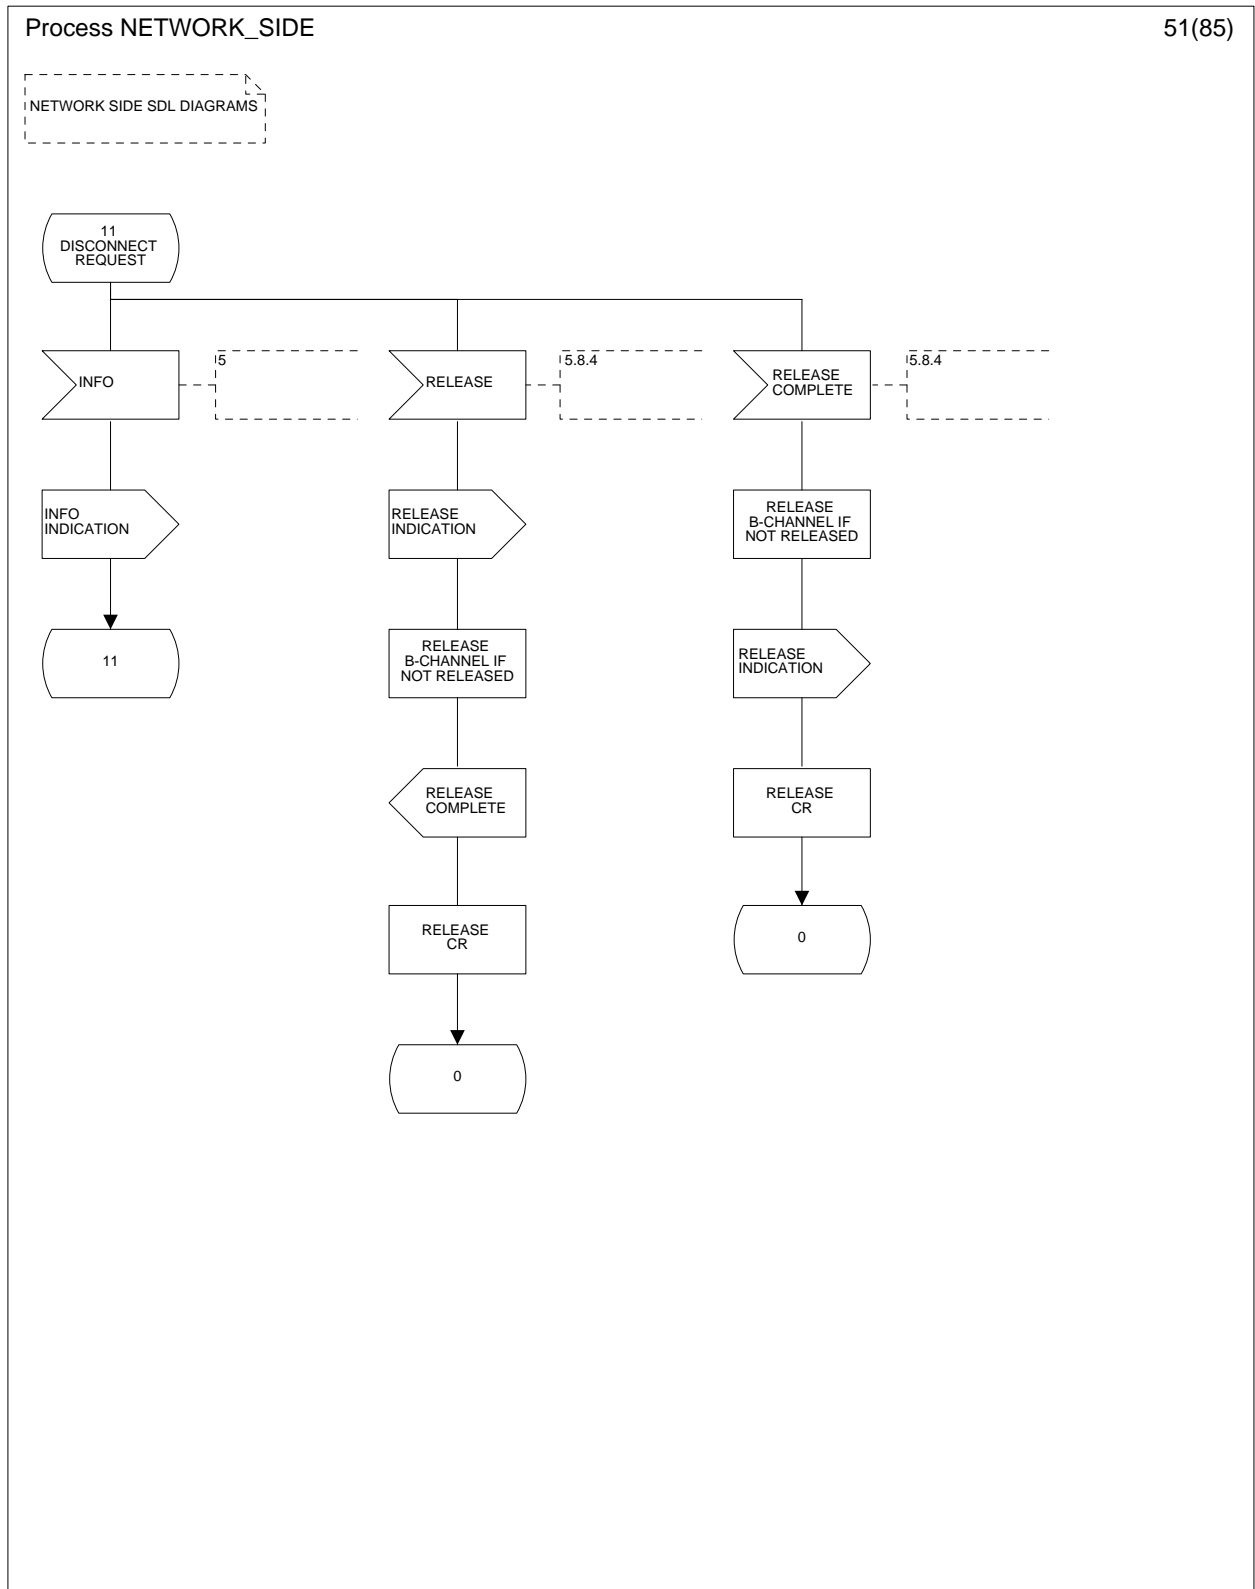 Process NETWORK_SIDE
51(85)
NETWORK SIDE SDL DIAGRAMS
11
DISCONNECT
REQUEST
INFO
5
RELEASE
5.8.4
RELEASE
COMPLETE
5.8.4
INFO
INDICATION
RELEASE
INDICATION
RELEASE
B-CHANNEL IF
NOT RELEASED
11
RELEASE
B-CHANNEL IF
NOT RELEASED
RELEASE
INDICATION
RELEASE
COMPLETE
RELEASE
CR
RELEASE
CR
0
0